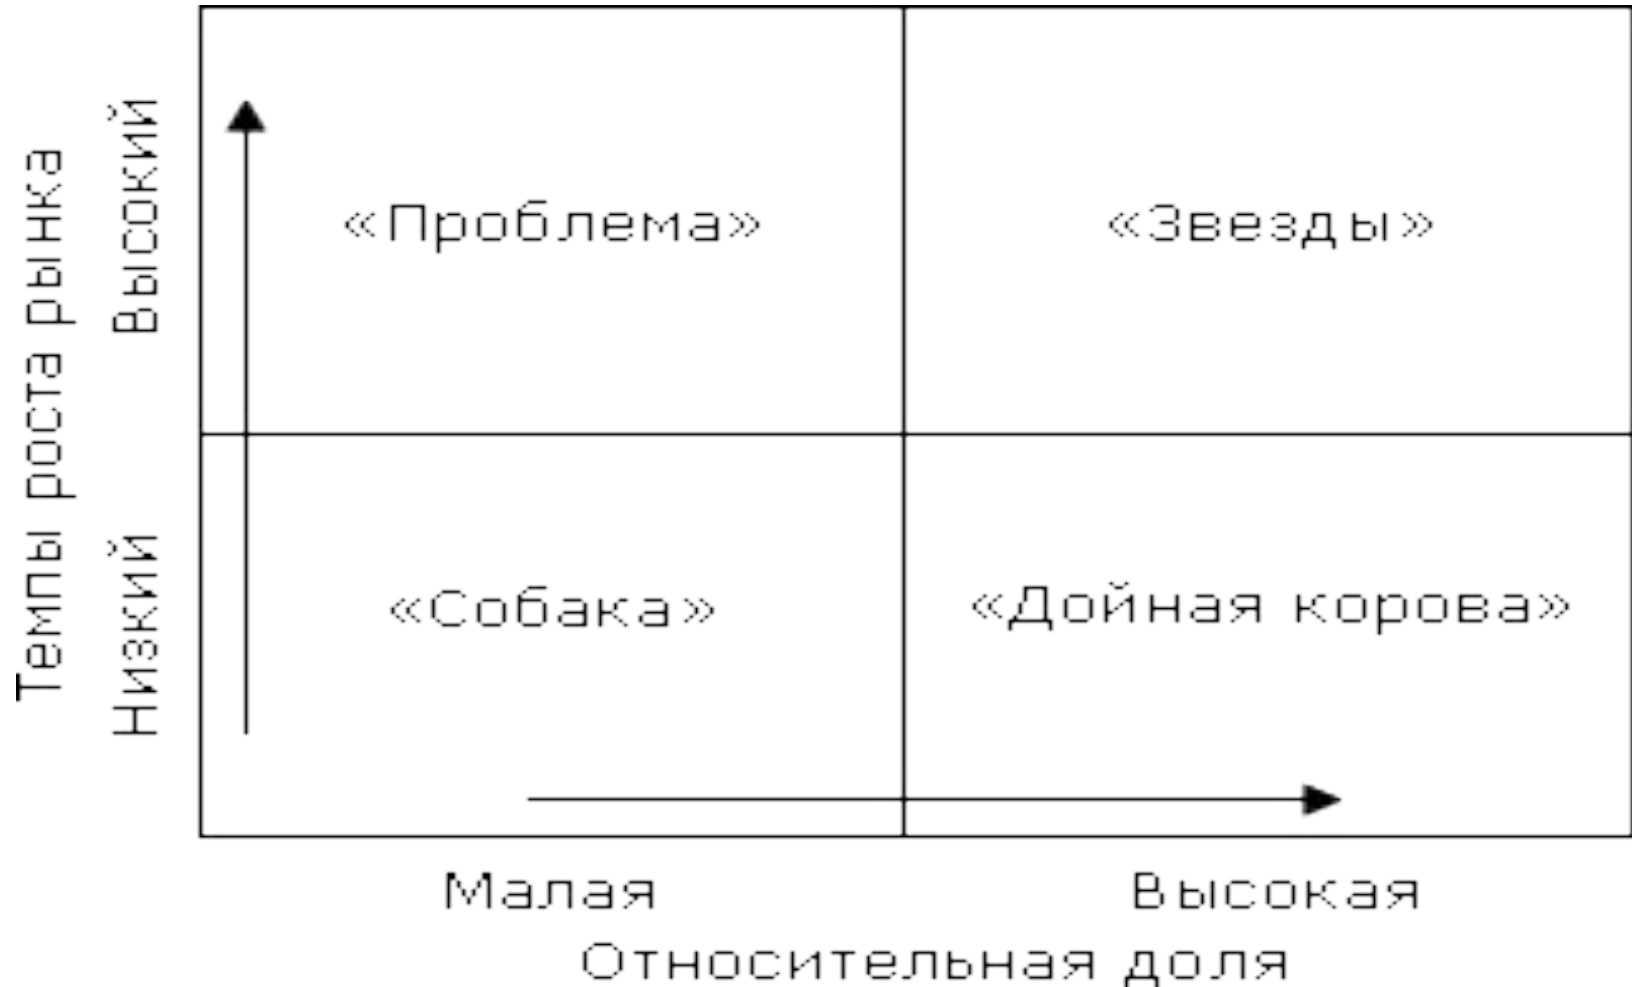 Темпы роста рынка
Высокий
Низкий
«Проблема»
«Звезды»
«Собака»
«Дойная корова»
Малая
Высокая
Относительная доля